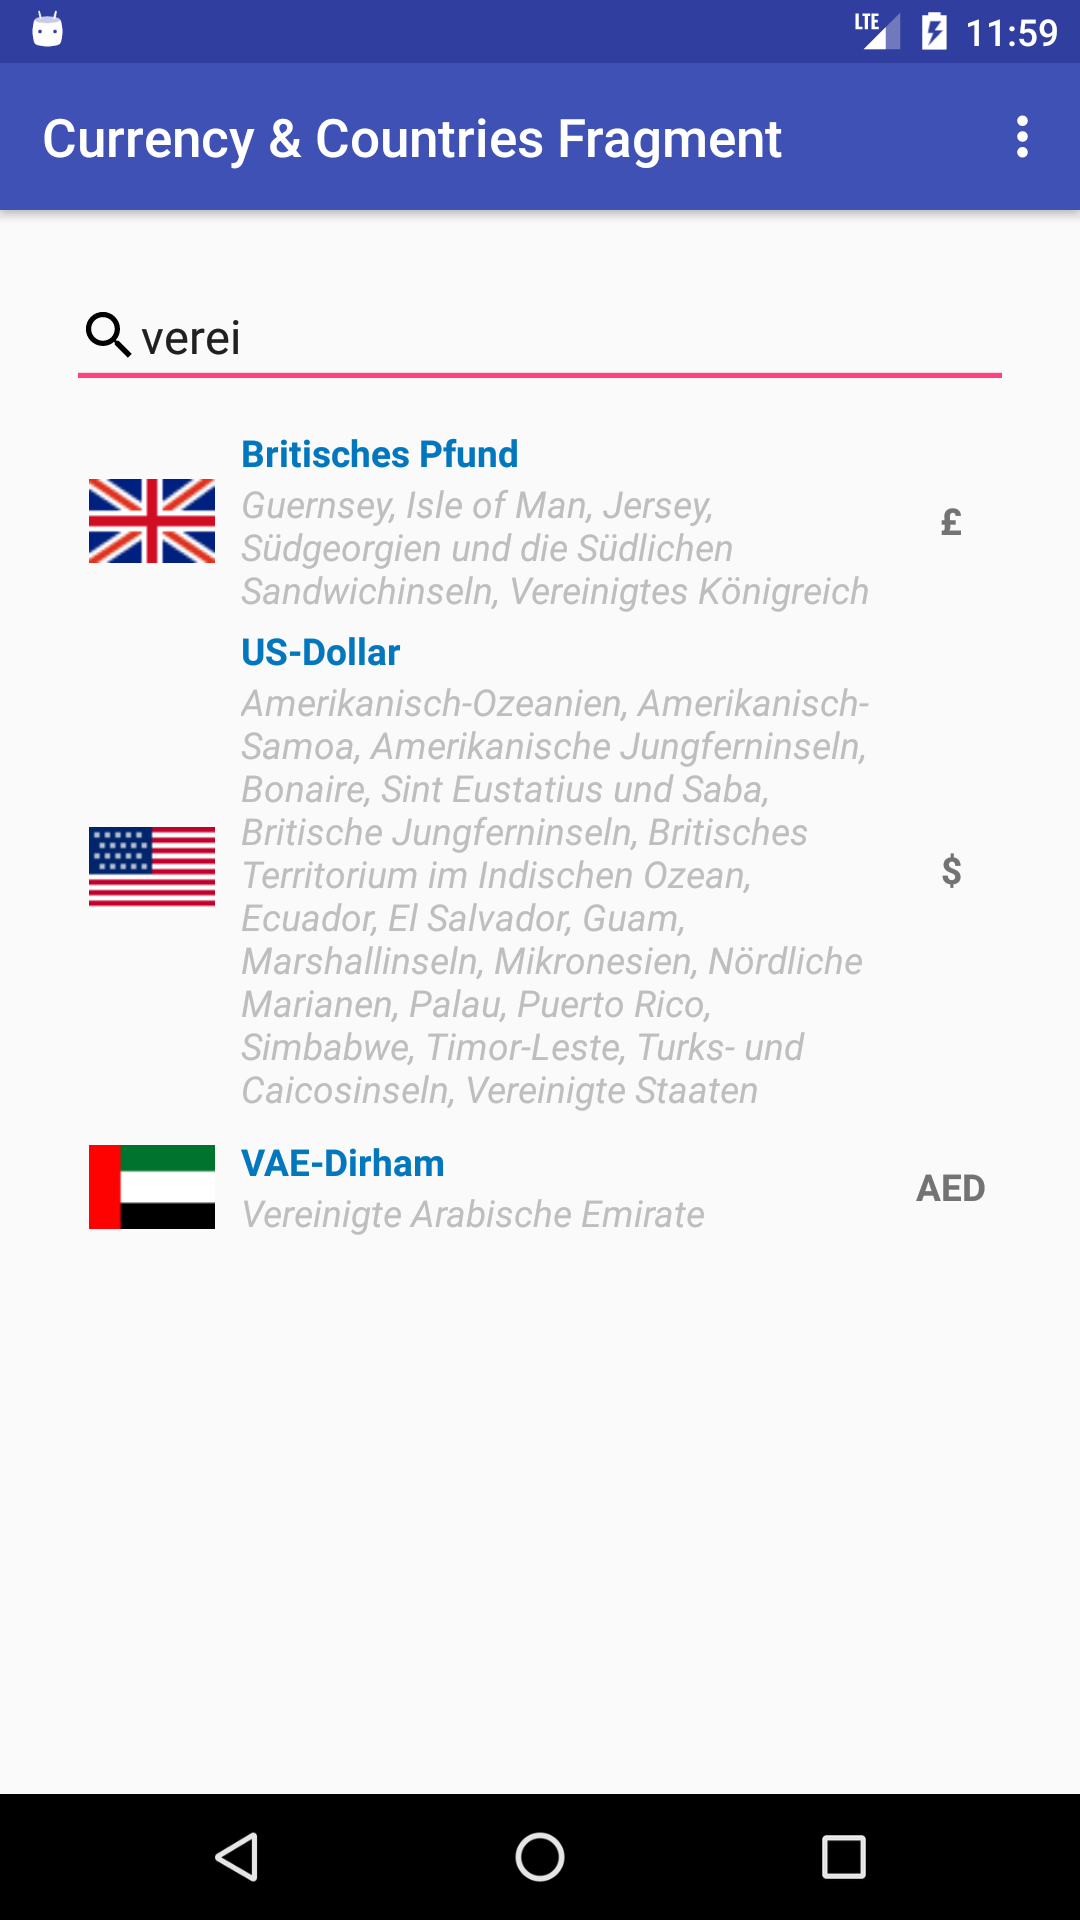 LTE 11:59
Currency & Countries Fragment
verei
Britisches Pfund
Guernsey, Isle of Man, Jersey,
Südgeorgien und die Südlichen
Sandwichinseln, Vereinigtes Königreich
£
US-Dollar
Amerikanisch-Ozeanien, Amerikanisch-
Samoa, Amerikanische Jungferninseln,
Bonaire, Sint Eustatius und Saba,
Britische Jungferninseln, Britisches
Territorium im Indischen Ozean,
Ecuador, El Salvador, Guam,
Marshallinseln, Mikronesien, Nördliche
Marianen, Palau, Puerto Rico,
Simbabwe, Timor-Leste, Turks- und
Caicosinseln, Vereinigte Staaten
$
VAE-Dirham
Vereinigte Arabische Emirate
AED